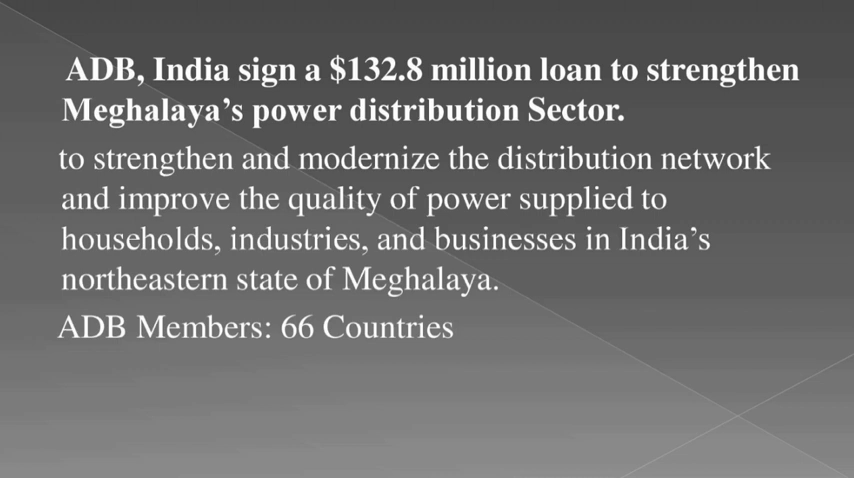 ADB, India sign a $132.8 million loan to strengthen
Meghalaya’s power distribution Sector.
to strengthen and modernize the distribution network
and improve the quality of power supplied to
households, industries, and businesses in India’s
northeastern state of Meghalaya.
ADB Members: 66 Countries